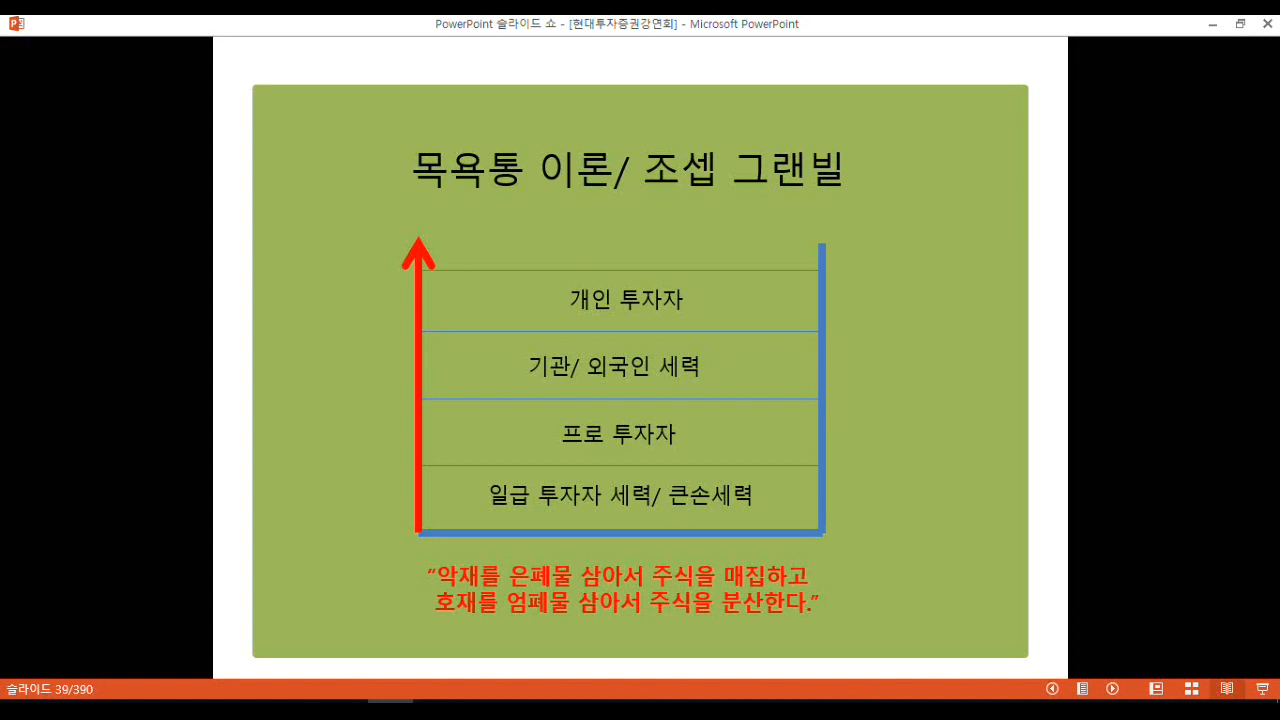 PowerPoint 슬라이드 쇼 - [현대투자증권강연회] - Microsoft PowerPoint
목욕통 이론/ 조셉 그랜빌
개인 투자자
기관/ 외국인 세력
프로 투자자
일급 투자자 세력/ 큰손세력
“악재를 은폐물 삼아서 주식을 매집하고
호재를 엄폐물 삼아서 주식을 분산한다.”
슬라이드 39/390